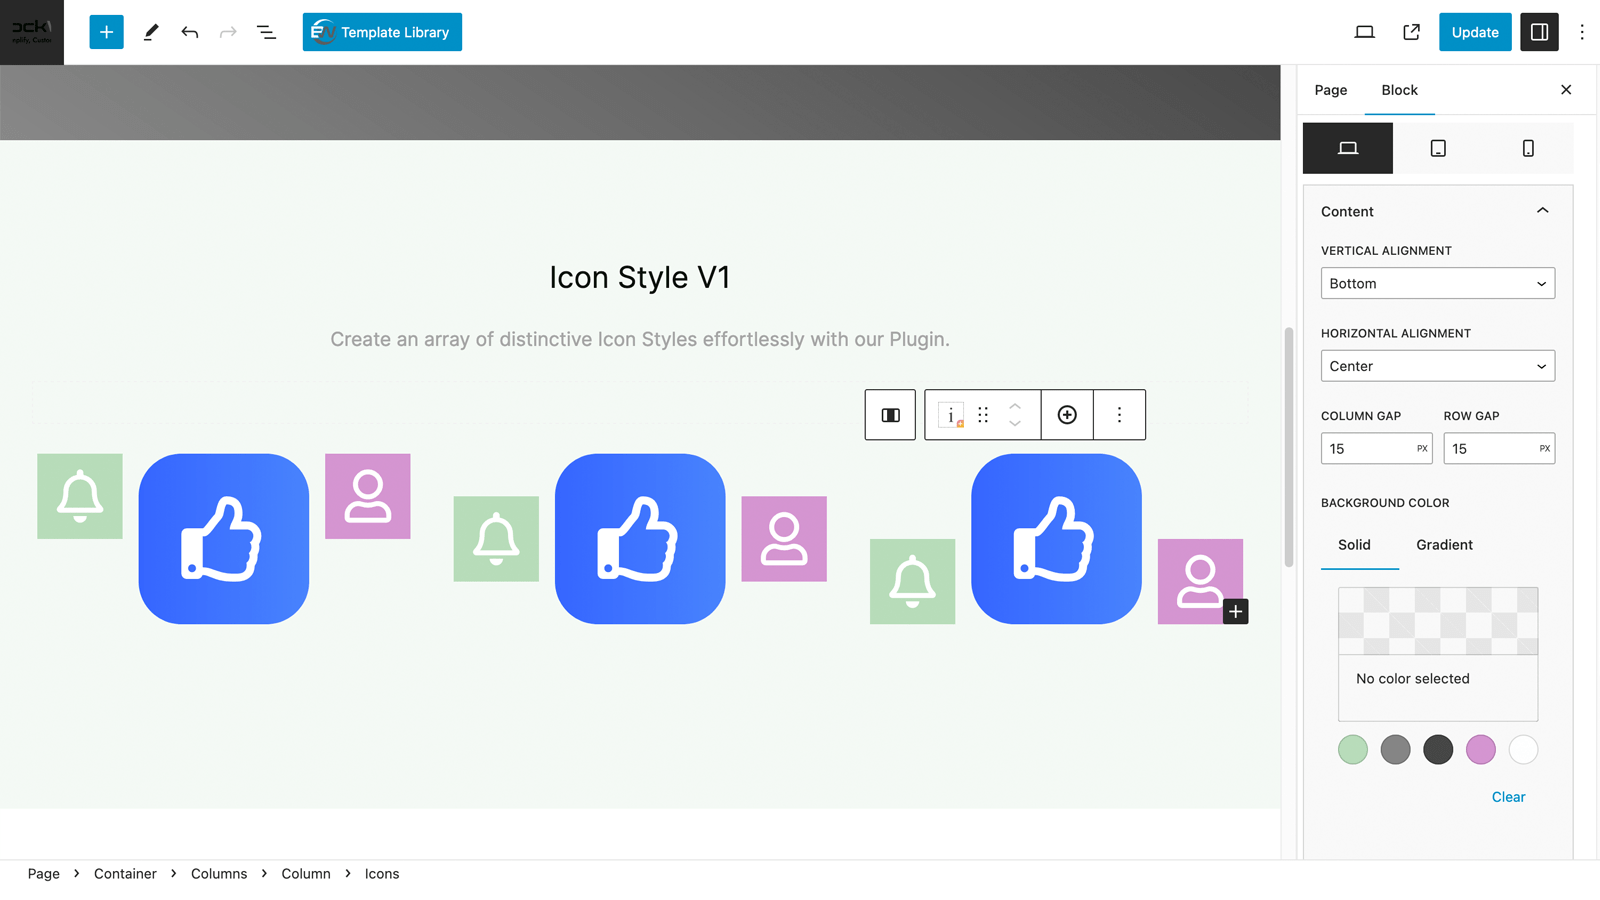 Template Library
Update
Page
Block
Content
VERTICAL ALIGNMENT
Bottom
HORIZONTAL ALIGNMENT
Center
COLUMN GAP
ROW GAP
15 PX
15 PX
BACKGROUND COLOR
Solid
Gradient
No color selected
Clear
Icon Style V1
Create an array of distinctive Icon Styles effortlessly with our Plugin.
i
Page > Container > Columns > Column > Icons